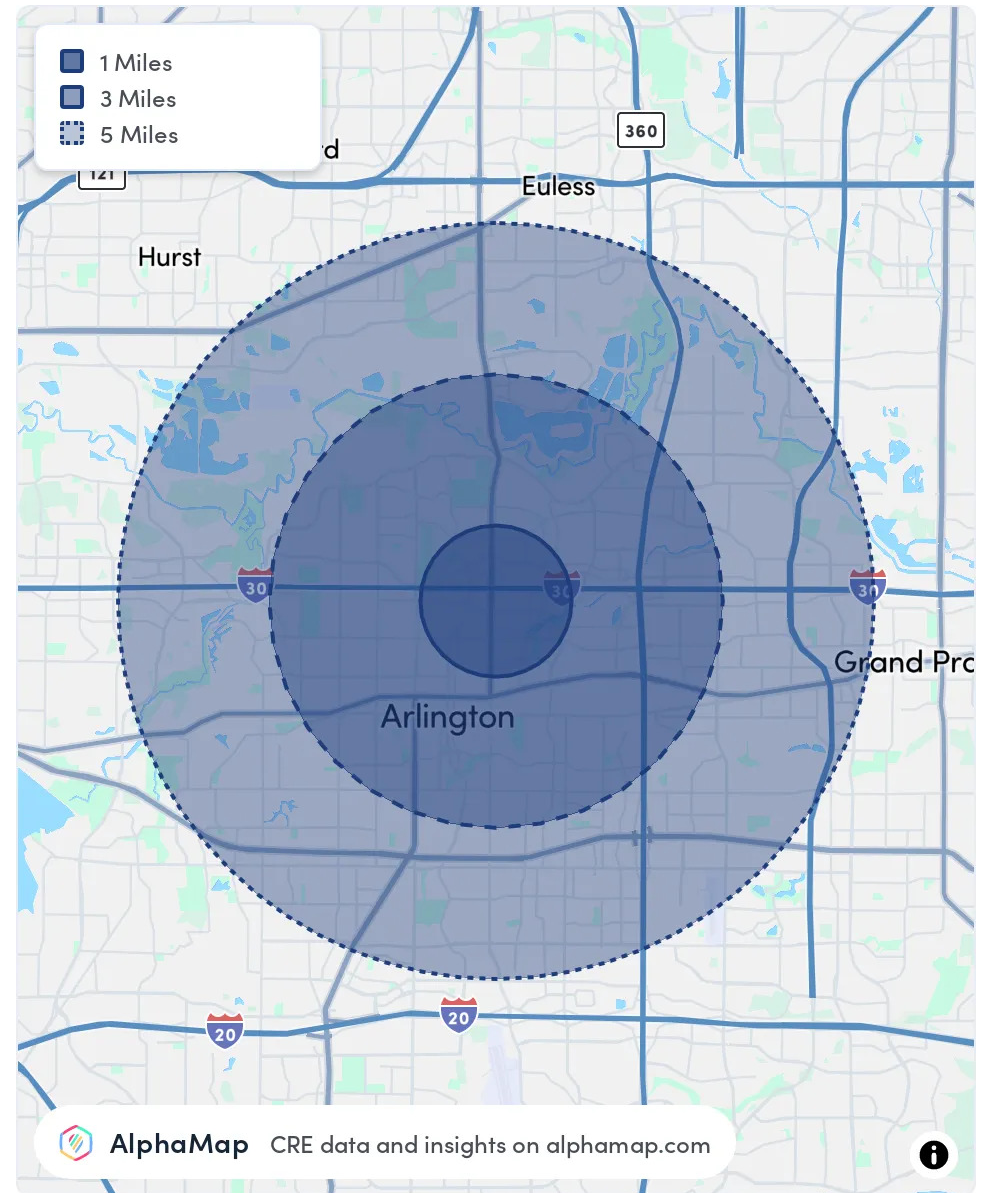 1 Miles
3 Miles
5 Miles
360
121
Euless
Hurst
30
30
30
Grand Pra
Arlington
20
20
AlphaMap CRE data and insights on alphamap.com